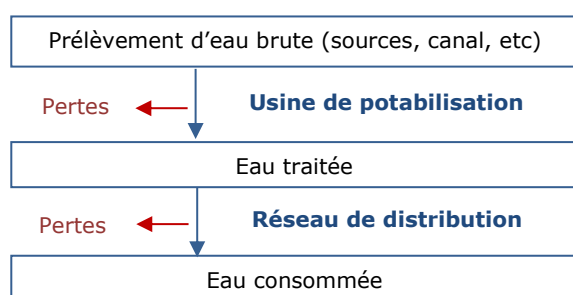 Prélèvement d'eau brute (sources, canal, etc)
Pertes
Usine de potabilisation
Eau traitée
Pertes
Réseau de distribution
Eau consommée